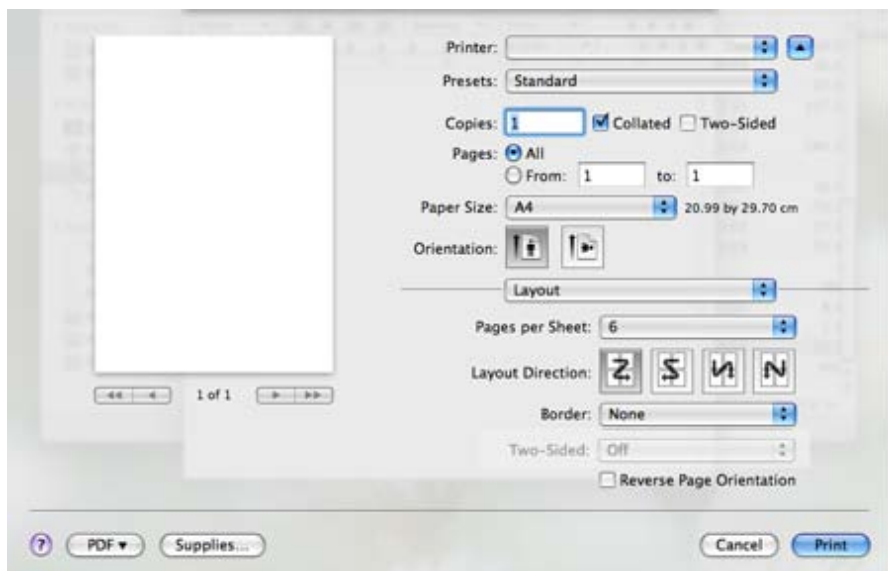 Printer:
Presets: Standard
Copies: 1 Collated Two-Sided
Pages: All
From: 1 to: 1
Paper Size: A4 20.99 by 29.70 cm
Orientation:
Layout
Pages per Sheet: 6
Layout Direction:
Border: None
Two-Sided: Off
Reverse Page Orientation
1 of 1
? PDF Supplies... Cancel Print